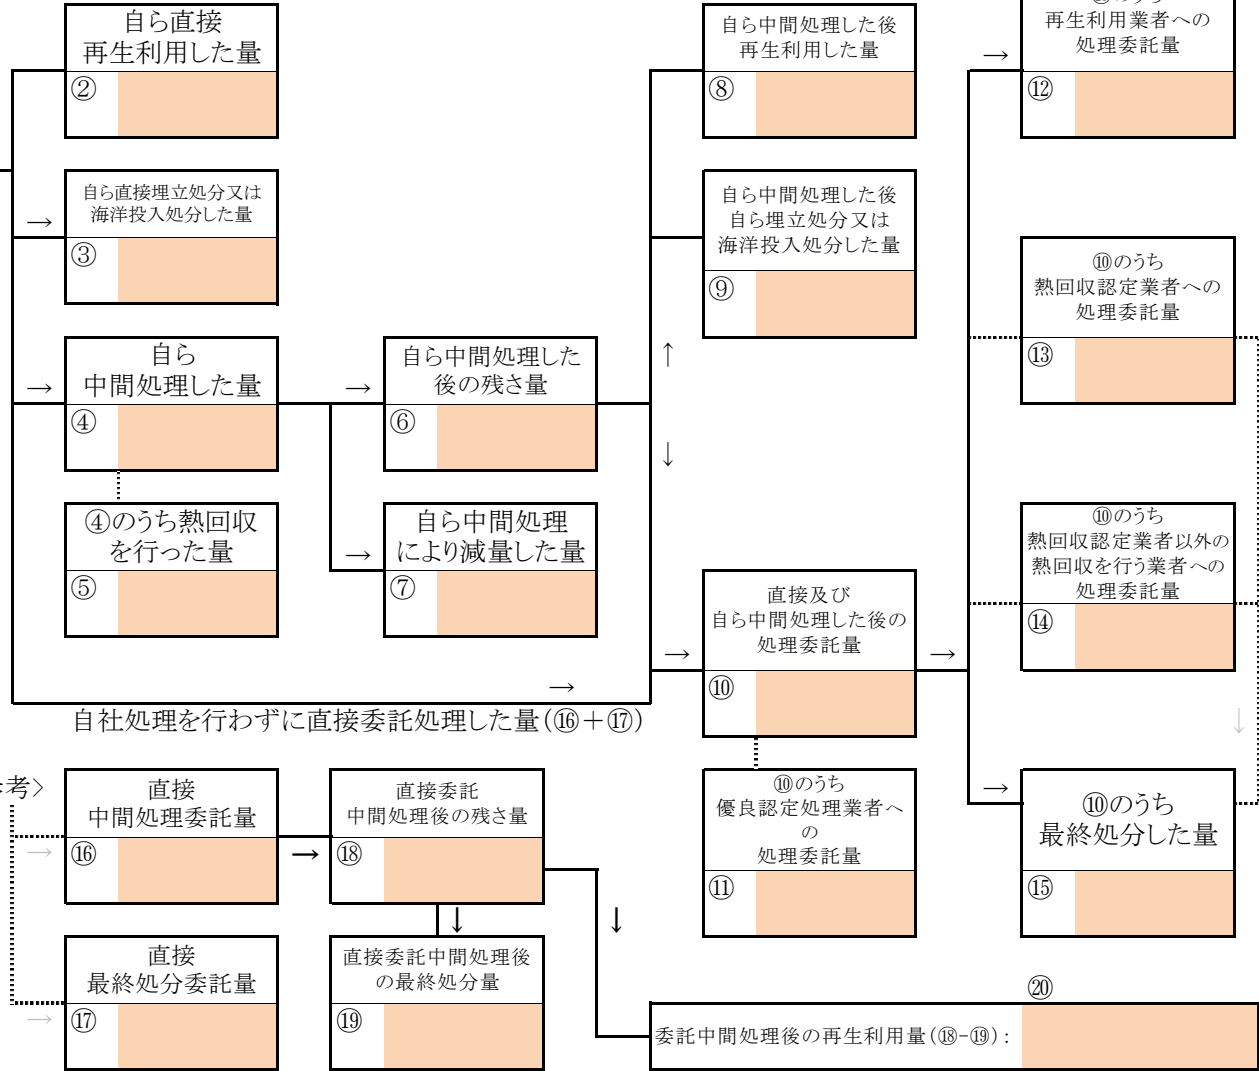 自ら直接
再生利用した量
②
自ら中間処理した後
再生利用した量
⑧
のうち
再生利用業者への
処理委託量
→
⑫
自ら直接埋立処分又は
海洋投入処分した量
→
③
自ら中間処理した後
自ら埋立処分又は
海洋投入処分した量
⑨
⑩のうち
熱回収認定業者への
処理委託量
⑬
自ら
中間処理した量
→
④
→
自ら中間処理した
後の残さ量
⑥
↑
↓
④のうち熱回収
を行った量
⑤
→
自ら中間処理
により減量した量
⑦
⑩のうち
熱回収認定業者以外の
熱回収を行う業者への
処理委託量
⑭
直接及び
自ら中間処理した後の
処理委託量
→
⑩
→
→
自社処理を行わずに直接委託処理した量(⑯+⑰)
↓
考>
直接
中間処理委託量
→
⑯
→
直接委託
中間処理後の残さ量
⑱
↓
↓
⑩のうち
優良認定処理業者へ
の
処理委託量
⑪
→
⑩のうち
最終処分した量
⑮
直接
最終処分委託量
→
⑰
直接委託中間処理後
の最終処分量
⑲
⑳
委託中間処理後の再生利用量(⑱-⑲):